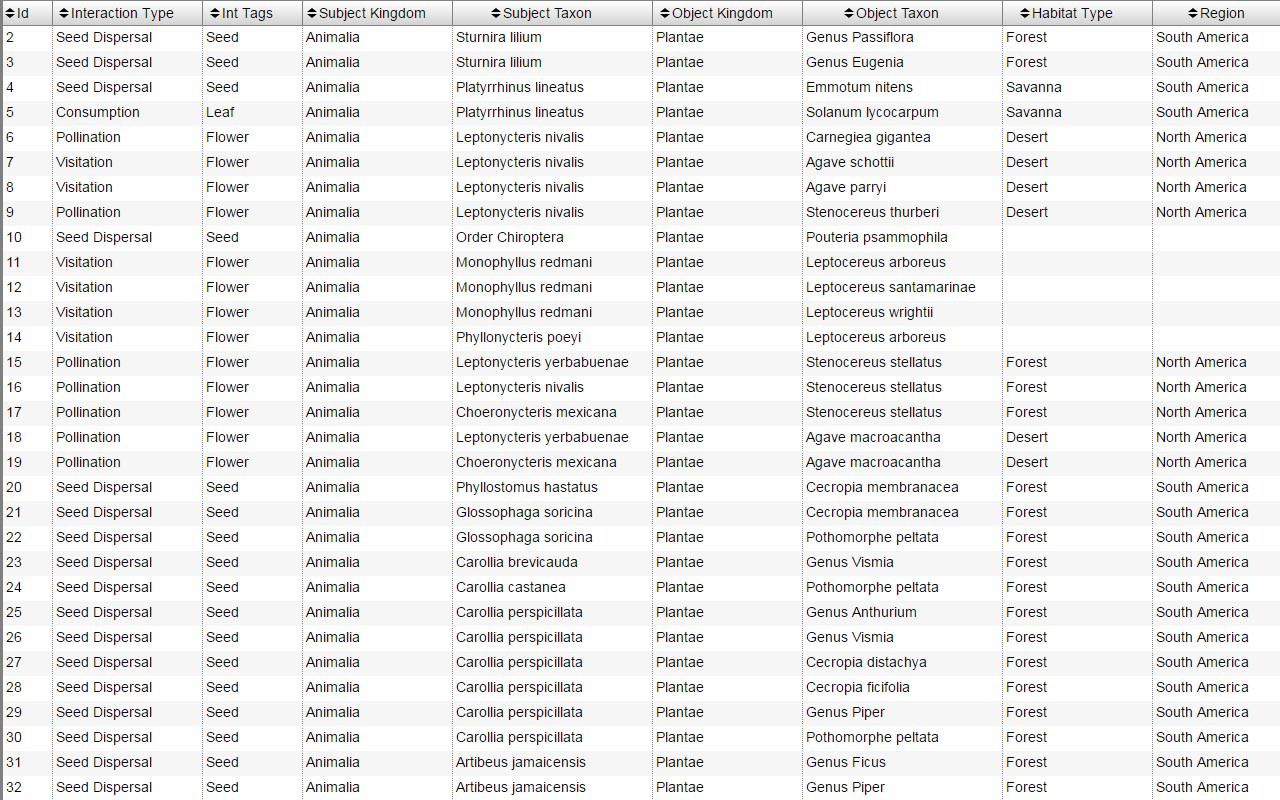 Id Interaction Type Int Tags Subject Kingdom Subject Taxon Object Kingdom Object Taxon Habitat Type Region
2 Seed Dispersal Seed Animalia Sturnira lilium Plantae Genus Passiflora Forest South America
3 Seed Dispersal Seed Animalia Sturnira lilium Plantae Genus Eugenia Forest South America
4 Seed Dispersal Seed Animalia Platyrrhinus lineatus Plantae Emmotum nitens Savanna South America
5 Consumption Leaf Animalia Platyrrhinus lineatus Plantae Solanum lycocarpum Savanna South America
6 Pollination Flower Animalia Leptonycteris nivalis Plantae Carnegiea gigantea Desert North America
7 Visitation Flower Animalia Leptonycteris nivalis Plantae Agave schottii Desert North America
8 Visitation Flower Animalia Leptonycteris nivalis Plantae Agave parryi Desert North America
9 Pollination Flower Animalia Leptonycteris nivalis Plantae Stenocereus thurberi Desert North America
10 Seed Dispersal Seed Animalia Order Chiroptera Plantae Pouteria psammophila
11 Visitation Flower Animalia Monophyllus redmani Plantae Leptocereus arboreus
12 Visitation Flower Animalia Monophyllus redmani Plantae Leptocereus santamarinae
13 Visitation Flower Animalia Monophyllus redmani Plantae Leptocereus wrightii
14 Visitation Flower Animalia Phyllonycteris poeyi Plantae Leptocereus arboreus
15 Pollination Flower Animalia Leptonycteris yerbabuenae Plantae Stenocereus stellatus Forest North America
16 Pollination Flower Animalia Leptonycteris nivalis Plantae Stenocereus stellatus Forest North America
17 Pollination Flower Animalia Choeronycteris mexicana Plantae Stenocereus stellatus Forest North America
18 Pollination Flower Animalia Leptonycteris yerbabuenae Plantae Agave macroacantha Desert North America
19 Pollination Flower Animalia Choeronycteris mexicana Plantae Agave macroacantha Desert North America
20 Seed Dispersal Seed Animalia Phyllostomus hastatus Plantae Cecropia membranacea Forest South America
21 Seed Dispersal Seed Animalia Glossophaga soricina Plantae Cecropia membranacea Forest South America
22 Seed Dispersal Seed Animalia Glossophaga soricina Plantae Pothomorphe peltata Forest South America
23 Seed Dispersal Seed Animalia Carollia brevicauda Plantae Genus Vismia Forest South America
24 Seed Dispersal Seed Animalia Carollia castanea Plantae Pothomorphe peltata Forest South America
25 Seed Dispersal Seed Animalia Carollia perspicillata Plantae Genus Anthurium Forest South America
26 Seed Dispersal Seed Animalia Carollia perspicillata Plantae Genus Vismia Forest South America
27 Seed Dispersal Seed Animalia Carollia perspicillata Plantae Cecropia distachya Forest South America
28 Seed Dispersal Seed Animalia Carollia perspicillata Plantae Cecropia ficifolia Forest South America
29 Seed Dispersal Seed Animalia Carollia perspicillata Plantae Genus Piper Forest South America
30 Seed Dispersal Seed Animalia Carollia perspicillata Plantae Pothomorphe peltata Forest South America
31 Seed Dispersal Seed Animalia Artibeus jamaicensis Plantae Genus Ficus Forest South America
32 Seed Dispersal Seed Animalia Artibeus jamaicensis Plantae Genus Piper Forest South America